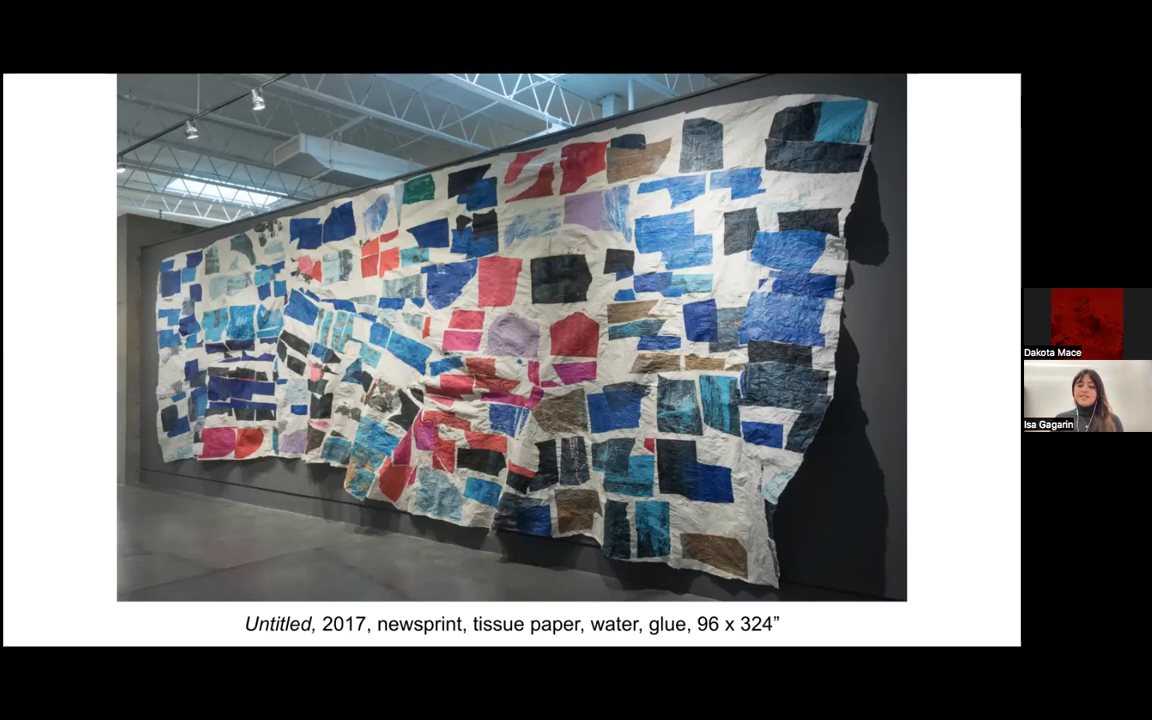 Untitled, 2017, newsprint, tissue paper, water, glue, 96 x 324”
Dakota Mace
Isa Gagarin